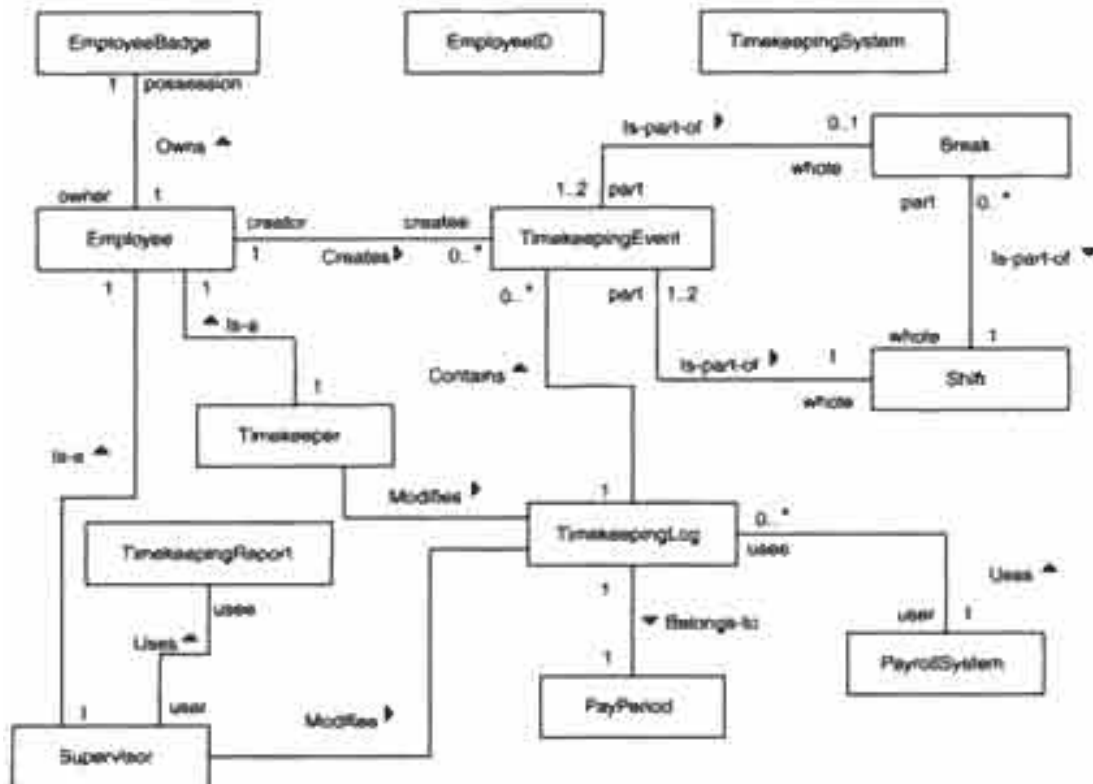 EmployeeBadge
EmployeeID
TimekeepingSystem
1
possession
Owns
owner
1
Is-part-of
0..1
whole
Break
1..2
part
part
0..*
Employee
creator
createe
1
Creates
0..*
TimekeepingEvent
Is-part-of
1
1
0..*
part
1..2
Is-a
whole
1
Contains
Is-part-of
1
whole
Shift
1
Timekeeper
Is-a
Modifies
1
TimekeepingLog
0..*
usee
TimekeepingReport
usee
Uses
1
Uses
Belongs-to
user
1
1
PayrollSystem
user
1
Modifies
PayPeriod
Supervisor